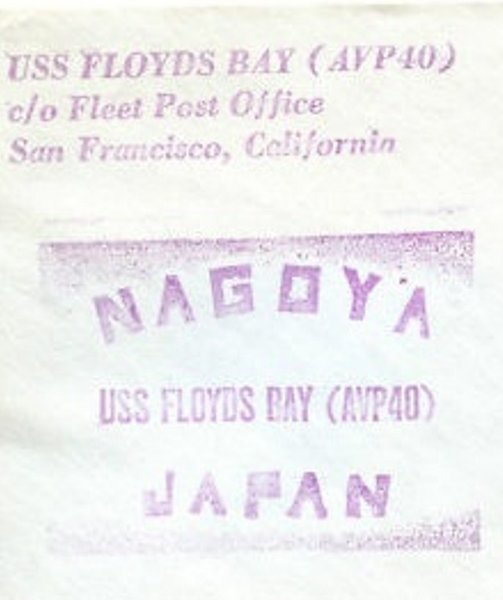 USS FLOYDS BAY (AVP40)
c/o Fleet Post Office
San Francisco, California
NAGOYA
USS FLOYDS BAY (AVP40)
JAPAN